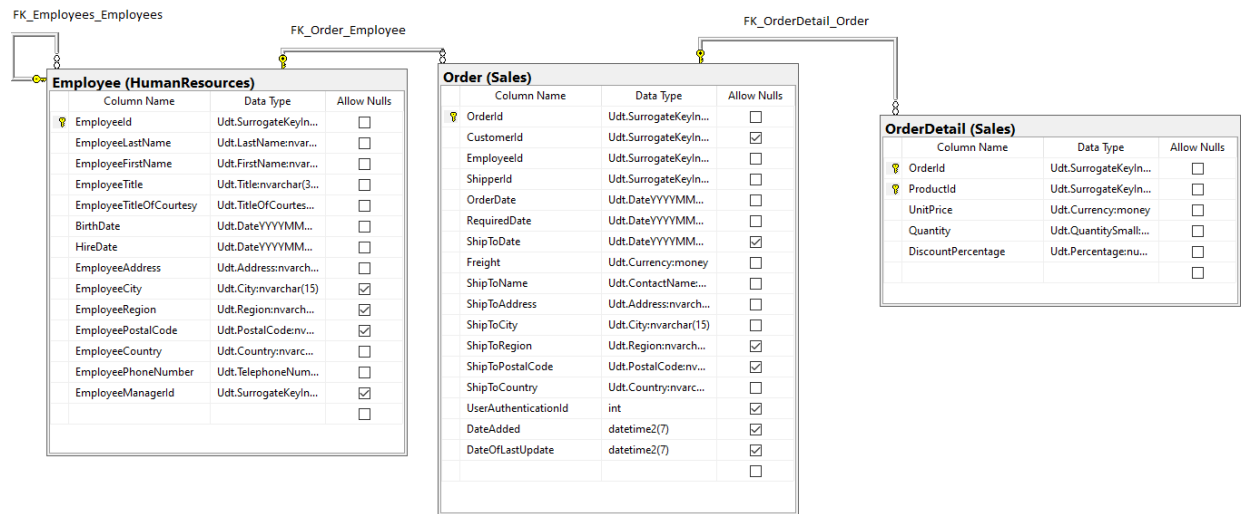 FK_Employees_Employees
FK_Order_Employee
FK_OrderDetail_Order
Employee (HumanResources)
Column Name Data Type Allow Nulls
EmployeeId Udt.SurrogateKeyIn...
EmployeeLastName Udt.LastName:nvar...
EmployeeFirstName Udt.FirstName:nvar...
EmployeeTitle Udt.Title:nvarchar(3...
EmployeeTitleOfCourtesy Udt.TitleOfCourtes...
BirthDate Udt.DateYYYYMM...
HireDate Udt.DateYYYYMM...
EmployeeAddress Udt.Address:nvarch...
EmployeeCity Udt.City:nvarchar(15)
EmployeeRegion Udt.Region:nvarch...
EmployeePostalCode Udt.PostalCode:nv...
EmployeeCountry Udt.Country:nvarc...
EmployeePhoneNumber Udt.TelephoneNum...
EmployeeManagerId Udt.SurrogateKeyIn...
Order (Sales)
Column Name Data Type Allow Nulls
OrderId Udt.SurrogateKeyIn...
CustomerId Udt.SurrogateKeyIn...
EmployeeId Udt.SurrogateKeyIn...
ShipperId Udt.SurrogateKeyIn...
OrderDate Udt.DateYYYYMM...
RequiredDate Udt.DateYYYYMM...
ShipToDate Udt.DateYYYYMM...
Freight Udt.Currency:money
ShipToName Udt.ContactName:...
ShipToAddress Udt.Address:nvarch...
ShipToCity Udt.City:nvarchar(15)
ShipToRegion Udt.Region:nvarch...
ShipToPostalCode Udt.PostalCode:nv...
ShipToCountry Udt.Country:nvarc...
UserAuthenticationId int
DateAdded datetime2(7)
DateOfLastUpdate datetime2(7)
OrderDetail (Sales)
Column Name Data Type Allow Nulls
OrderId Udt.SurrogateKeyIn...
ProductId Udt.SurrogateKeyIn...
UnitPrice Udt.Currency:money
Quantity Udt.QuantitySmall:...
DiscountPercentage Udt.Percentage:nu...